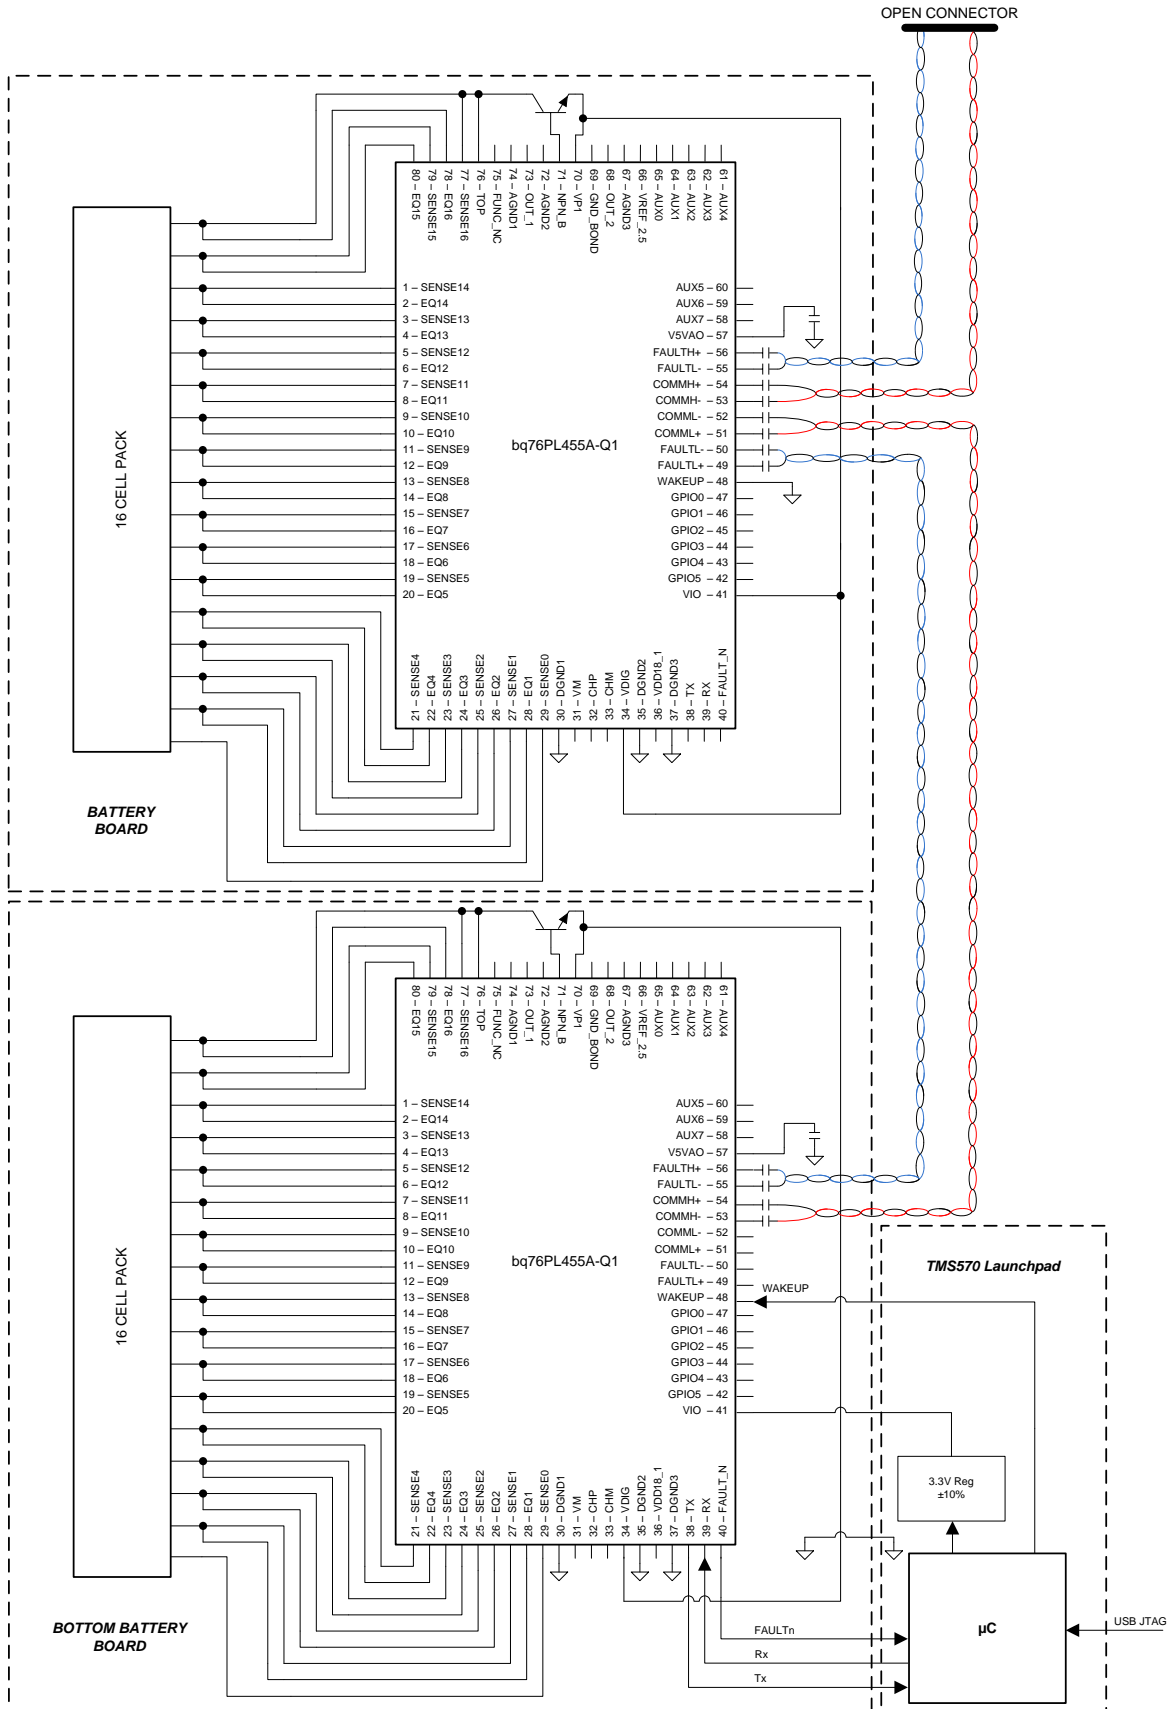 OPEN CONNECTOR
80 – EQ15
79 – SENSE15
78 – EQ16
77 – SENSE16
76 – TOP
75 – FUNC_NC
74 – AGND1
73 – OUT_1
72 – AGND2
71 – NPN_B
70 – VP1
69 – GND_BOND
68 – OUT_2
67 – AGND3
66 – VREF_2.5
65 – AUX0
64 – AUX1
63 – AUX2
62 – AUX3
61 – AUX4
1 – SENSE14
2 – EQ14
3 – SENSE13
4 – EQ13
5 – SENSE12
6 – EQ12
7 – SENSE11
8 – EQ11
9 – SENSE10
10 – EQ10
11 – SENSE9
12 – EQ9
13 – SENSE8
14 – EQ8
15 – SENSE7
16 – EQ7
17 – SENSE6
18 – EQ6
19 – SENSE5
20 – EQ5
16 CELL PACK
bq76PL455A-Q1
AUX5 – 60
AUX6 – 59
AUX7 – 58
V5VAO – 57
FAULTH+ – 56
FAULTL- – 55
COMMH+ – 54
COMMH- – 53
COMML- – 52
COMML+ – 51
FAULTL- – 50
FAULTL+ – 49
WAKEUP – 48
GPIO0 – 47
GPIO1 – 46
GPIO2 – 45
GPIO3 – 44
GPIO4 – 43
GPIO5 – 42
VIO – 41
21 – SENSE4
22 – EQ4
23 – SENSE3
24 – EQ3
25 – SENSE2
26 – EQ2
27 – SENSE1
28 – EQ1
29 – SENSE0
30 – DGND1
31 – VM
32 – CHP
33 – CHM
34 – VDIG
35 – DGND2
36 – VDD18_1
37 – DGND3
38 – TX
39 – RX
40 – FAULT_N
BATTERY
BOARD
80 – EQ15
79 – SENSE15
78 – EQ16
77 – SENSE16
76 – TOP
75 – FUNC_NC
74 – AGND1
73 – OUT_1
72 – AGND2
71 – NPN_B
70 – VP1
69 – GND_BOND
68 – OUT_2
67 – AGND3
66 – VREF_2.5
65 – AUX0
64 – AUX1
63 – AUX2
62 – AUX3
61 – AUX4
1 – SENSE14
2 – EQ14
3 – SENSE13
4 – EQ13
5 – SENSE12
6 – EQ12
7 – SENSE11
8 – EQ11
9 – SENSE10
10 – EQ10
11 – SENSE9
12 – EQ9
13 – SENSE8
14 – EQ8
15 – SENSE7
16 – EQ7
17 – SENSE6
18 – EQ6
19 – SENSE5
20 – EQ5
16 CELL PACK
bq76PL455A-Q1
AUX5 – 60
AUX6 – 59
AUX7 – 58
V5VAO – 57
FAULTH+ – 56
FAULTL- – 55
COMMH+ – 54
COMMH- – 53
COMML- – 52
COMML+ – 51
FAULTL- – 50
FAULTL+ – 49
WAKEUP – 48
GPIO0 – 47
GPIO1 – 46
GPIO2 – 45
GPIO3 – 44
GPIO4 – 43
GPIO5 – 42
VIO – 41
21 – SENSE4
22 – EQ4
23 – SENSE3
24 – EQ3
25 – SENSE2
26 – EQ2
27 – SENSE1
28 – EQ1
29 – SENSE0
30 – DGND1
31 – VM
32 – CHP
33 – CHM
34 – VDIG
35 – DGND2
36 – VDD18_1
37 – DGND3
38 – TX
39 – RX
40 – FAULT_N
TMS570 Launchpad
WAKEUP
3.3V Reg
±10%
µC
USB JTAG
FAULTn
Rx
Tx
BOTTOM BATTERY
BOARD